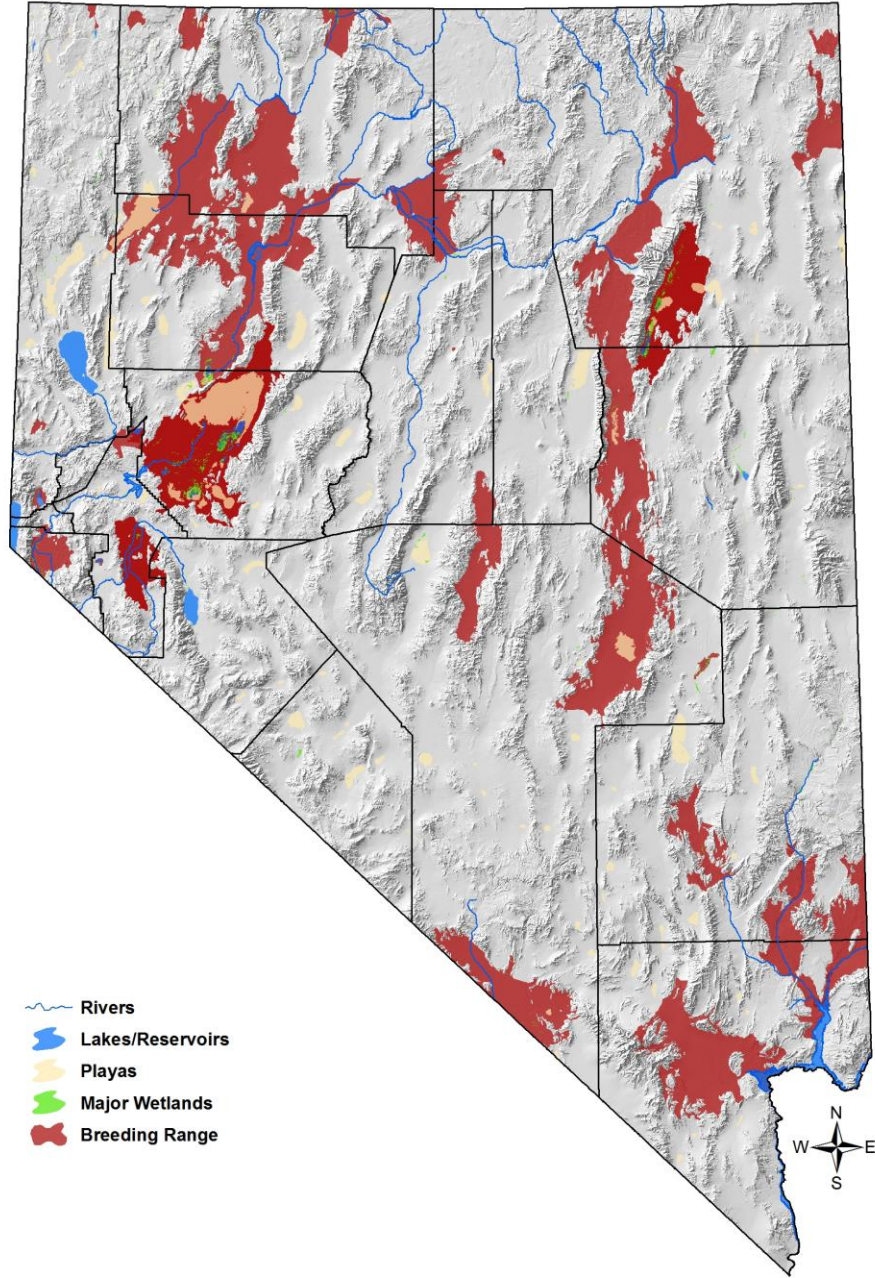 Rivers
Lakes/Reservoirs
Playas
Major Wetlands
Breeding Range
N
W E
S